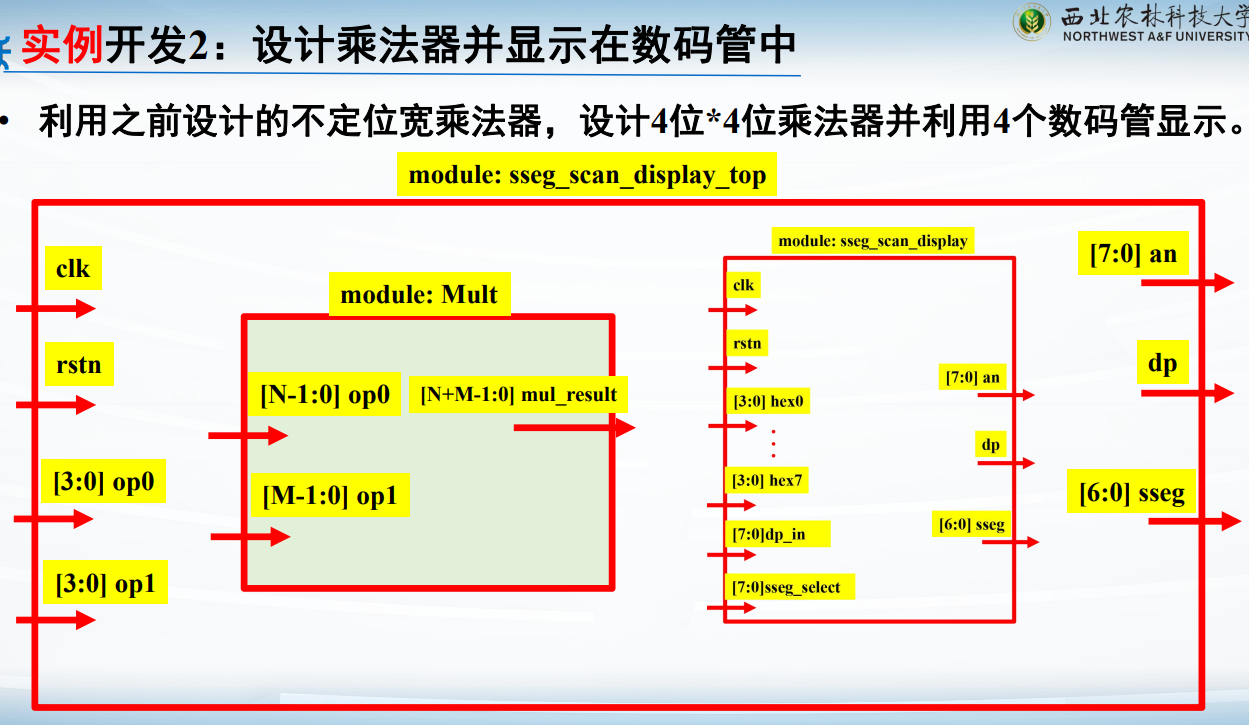 实例开发2：设计乘法器并显示在数码管中
西北农林科技大学
NORTHWEST A&F UNIVERSITY
• 利用之前设计的不定位宽乘法器，设计4位*4位乘法器并利用4个数码管显示。
module: sseg_scan_display_top
clk
rstn
[3:0] op0
[3:0] op1
module: Mult
[N-1:0] op0
[N+M-1:0] mul_result
[M-1:0] op1
module: sseg_scan_display
clk
rstn
[3:0] hex0
[3:0] hex7
[7:0]dp_in
[7:0]sseg_select
[7:0] an
dp
[6:0] sseg
[7:0] an
dp
[6:0] sseg